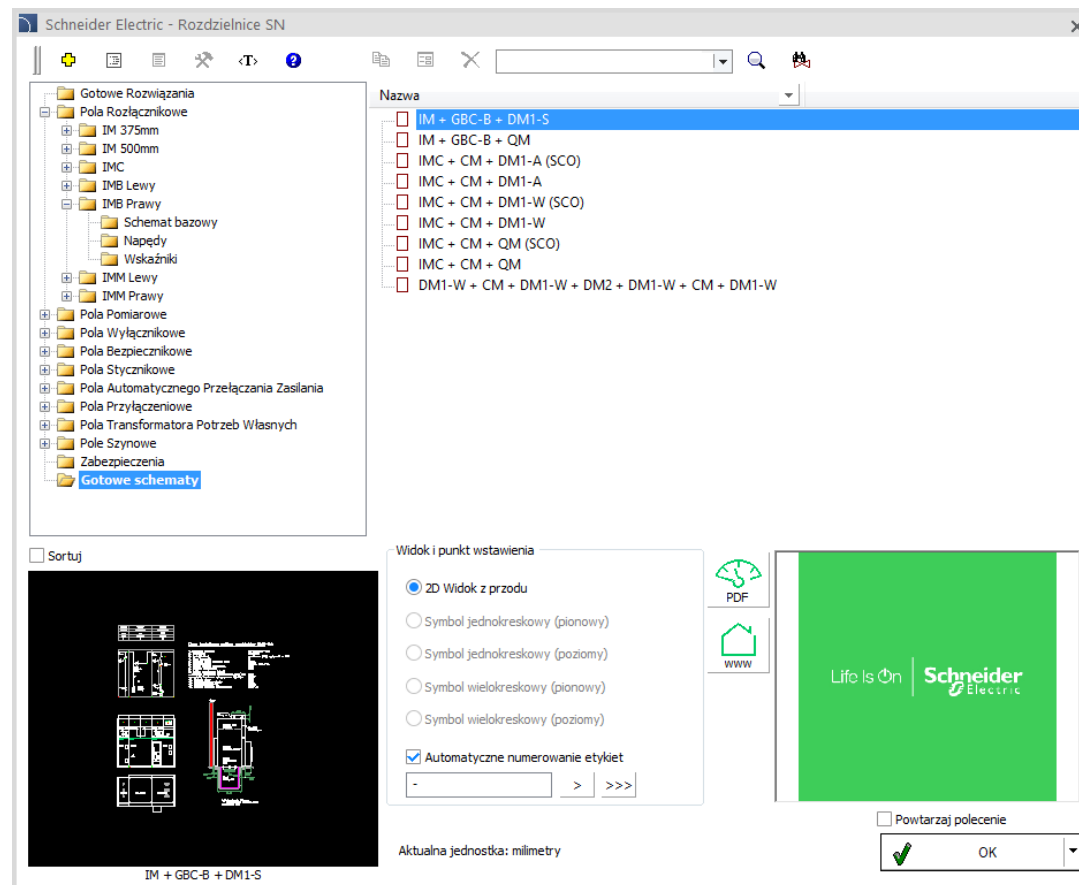 Schneider Electric - Rozdzielnice SN
<T>
Gotowe Rozwiązania
Pola Rozłącznikowe
IM 375mm
IM 500mm
IMC
IMB Lewy
IMB Prawy
Schemat bazowy
Napędy
Wskaźniki
IMM Lewy
IMM Prawy
Pola Pomiarowe
Pola Wyłącznikowe
Pola Bezpiecznikowe
Pola Stycznikowe
Pola Automatycznego Przełączania Zasilania
Pola Przyłączeniowe
Pola Transformatora Potrzeb Własnych
Pole Szynowe
Zabezpieczenia
Gotowe schematy
Nazwa
IM + GBC-B + DM1-S
IM + GBC-B + QM
IMC + CM + DM1-A (SCO)
IMC + CM + DM1-A
IMC + CM + DM1-W (SCO)
IMC + CM + DM1-W
IMC + CM + QM (SCO)
IMC + CM + QM
DM1-W + CM + DM1-W + DM2 + DM1-W + CM + DM1-W
Sortuj
IM + GBC-B + DM1-S
Widok i punkt wstawienia
2D Widok z przodu
Symbol jednokreskowy (pionowy)
Symbol jednokreskowy (poziomy)
Symbol wielokreskowy (pionowy)
Symbol wielokreskowy (poziomy)
Automatyczne numerowanie etykiet
-
>
>>>
Aktualna jednostka: milimetry
PDF
WWW
Life Is On
Schneider
Electric
Powtarzaj polecenie
OK